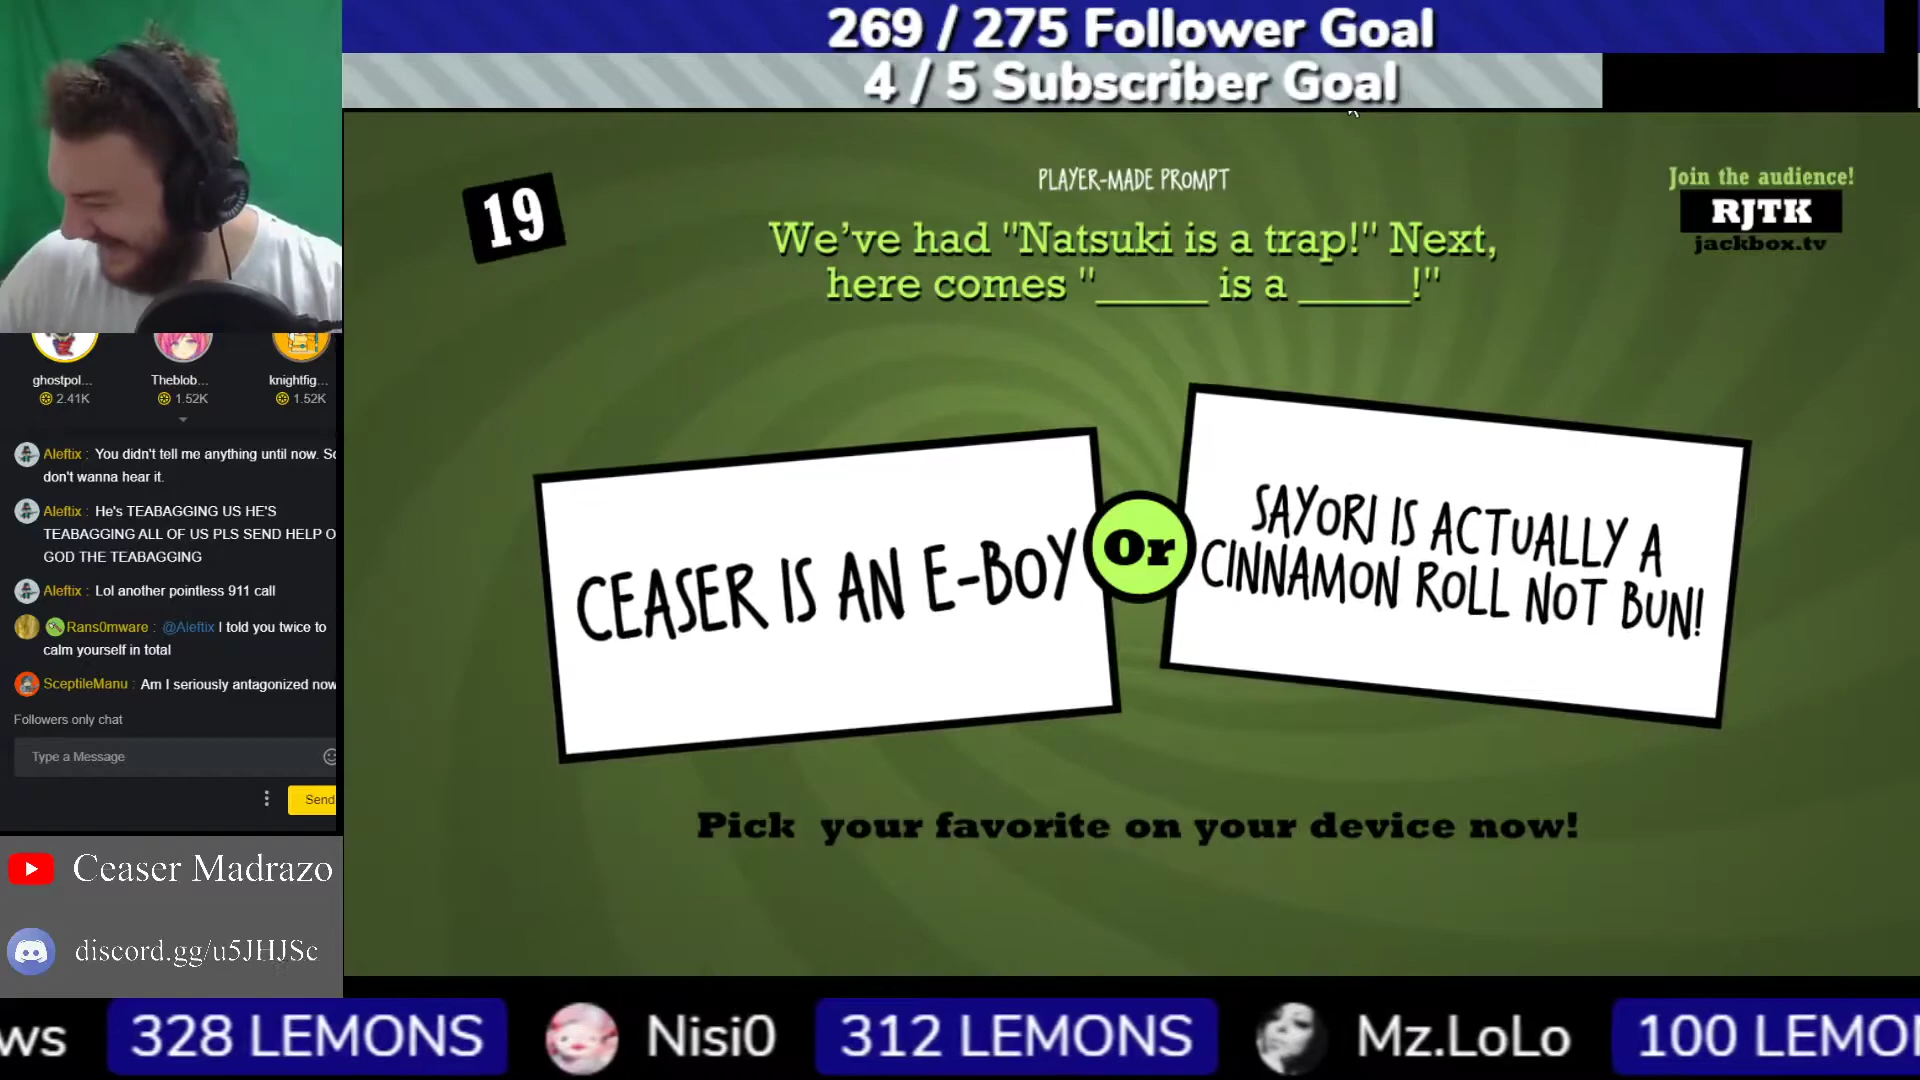 269 / 275 Follower Goal
4 / 5 Subscriber Goal
19
PLAYER-MADE PROMPT
We've had "Natsuki is a trap!" Next,
here comes "_____ is a _____!"
Join the audience!
RJTK
jackbox.tv
CEASER IS AN E-BOY
Or
SAYORI IS ACTUALLY A
CINNAMON ROLL NOT BUN!
Pick your favorite on your device now!
ghostpol...
Theblob...
knightfig...
2.41K
1.52K
1.52K
Aleftix : You didn't tell me anything until now. So
don't wanna hear it.
Aleftix : He's TEABAGGING US HE'S
TEABAGGING ALL OF US PLS SEND HELP O
GOD THE TEABAGGING
Aleftix : Lol another pointless 911 call
Rans0mware : @Aleftix I told you twice to
calm yourself in total
SceptileManu : Am I seriously antagonized now
Followers only chat
Type a Message
Send
Ceaser Madrazo
discord.gg/u5JHJSc
ws
328 LEMONS
Nisi0
312 LEMONS
Mz.LoLo
100 LEMO